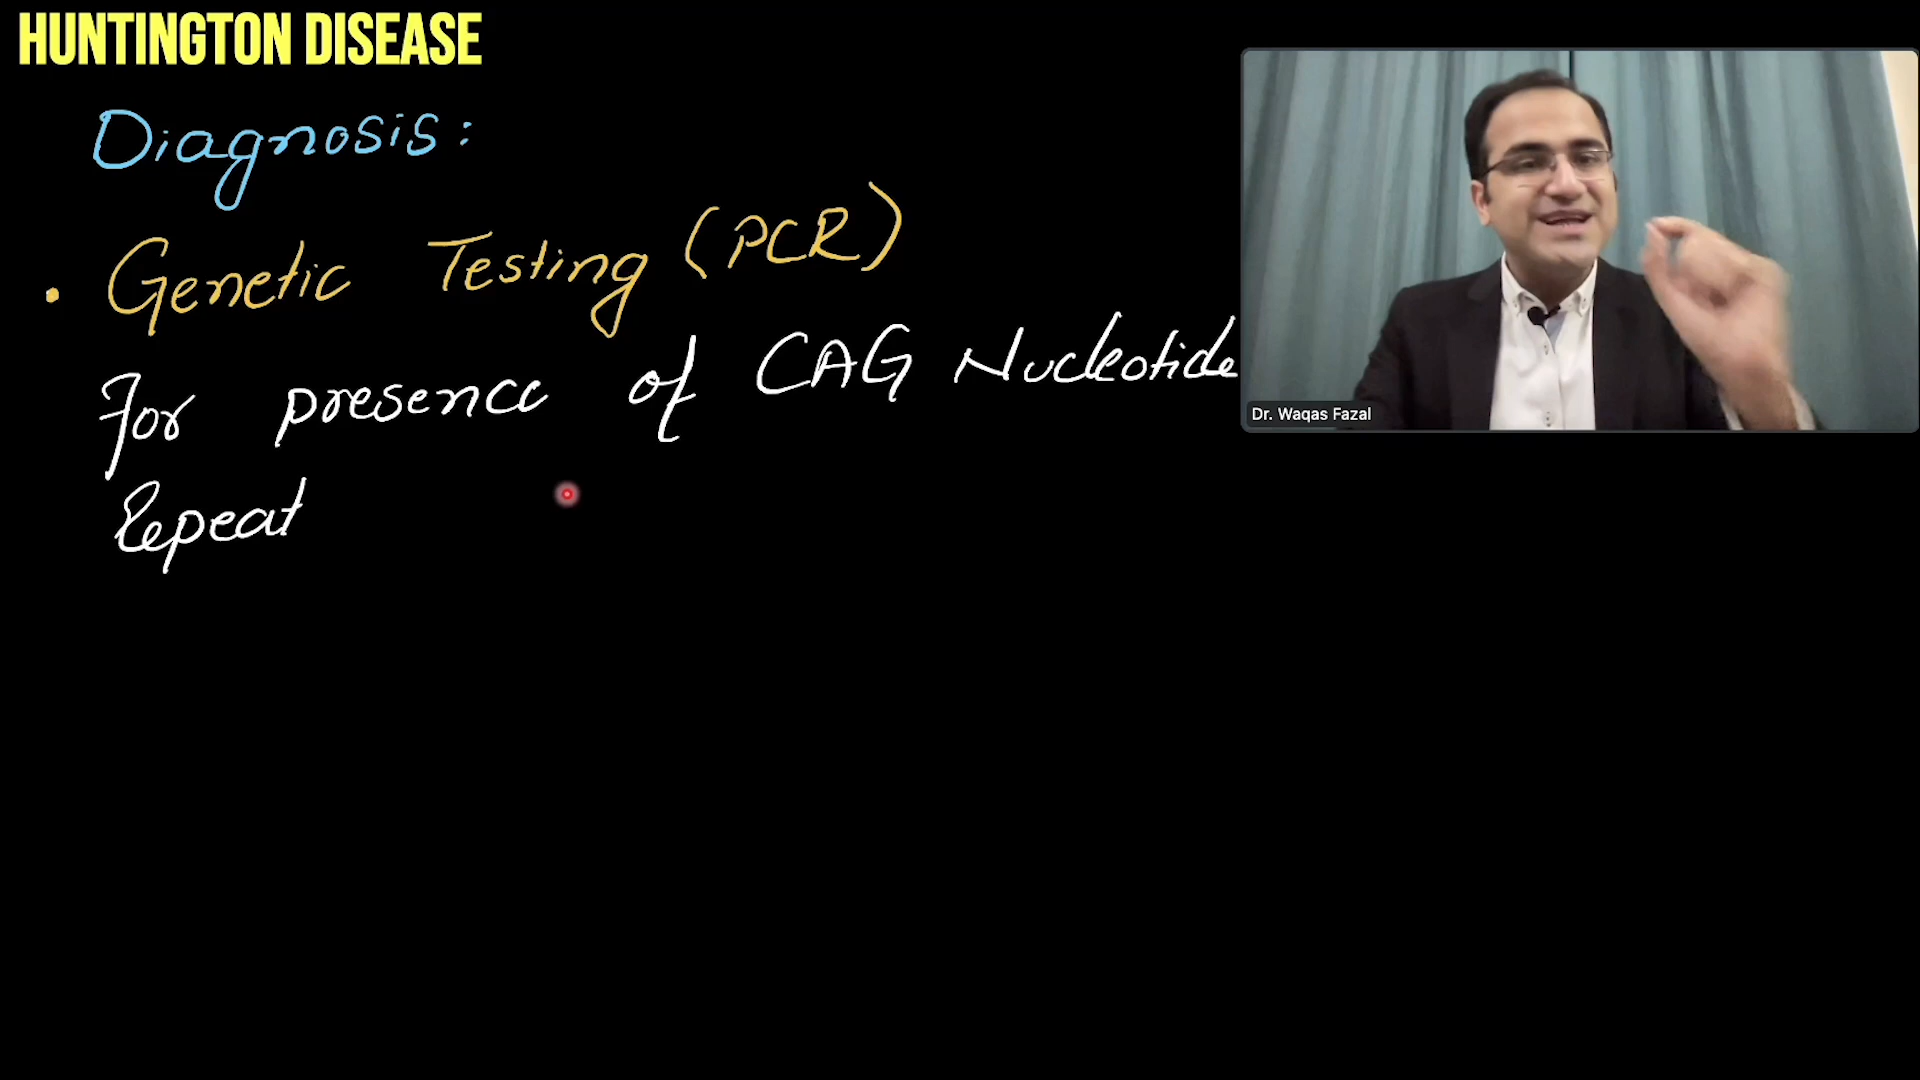 HUNTINGTON DISEASE
Diagnosis:
• Genetic Testing (PCR)
For presence of CAG Nucleotide
Repeat
Dr. Waqas Fazal